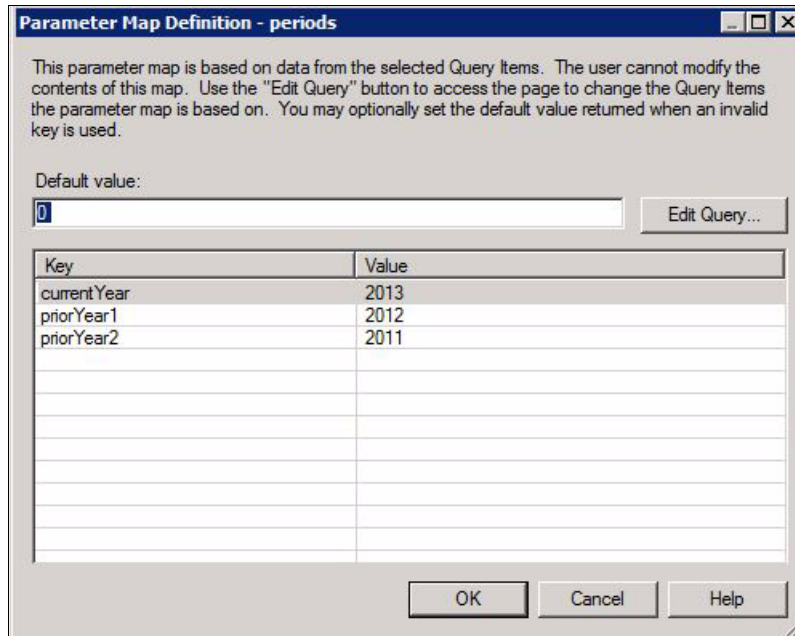 Parameter Map Definition - periods
This parameter map is based on data from the selected Query Items. The user cannot modify the
contents of this map. Use the "Edit Query" button to access the page to change the Query Items
the parameter map is based on. You may optionally set the default value returned when an invalid
key is used.
Default value:
0
Edit Query...
Key Value
currentYear 2013
priorYear1 2012
priorYear2 2011
OK Cancel Help